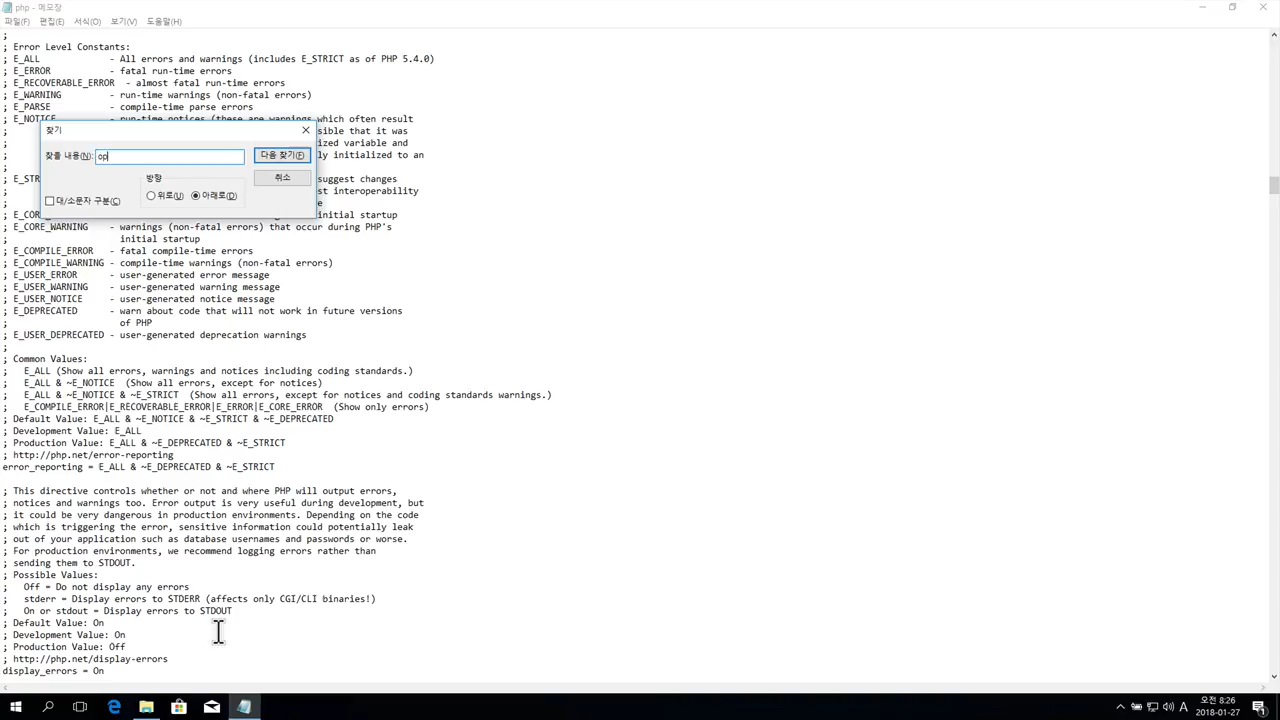 php - 메모장
파일(F) 편집(E) 서식(O) 보기(V) 도움말(H)
;
; Error Level Constants:
; E_ALL - All errors and warnings (includes E_STRICT as of PHP 5.4.0)
; E_ERROR - fatal run-time errors
; E_RECOVERABLE_ERROR - almost fatal run-time errors
; E_WARNING - run-time warnings (non-fatal errors)
; E_PARSE - compile-time parse errors
; E_NOTICE - run-time notices (these are warnings which often result
찾기
sible that it was
ized variable and
찾을 내용(N): op
다음 찾기(F)
ly initialized to an
; E_STR
취소
suggest changes
방향
st interoperability
위로(U) 아래로(D)
대/소문자 구분(C)
e
; E_CO
initial startup
; E_CORE_WARNING - warnings (non-fatal errors) that occur during PHP's
; initial startup
; E_COMPILE_ERROR - fatal compile-time errors
; E_COMPILE_WARNING - compile-time warnings (non-fatal errors)
; E_USER_ERROR - user-generated error message
; E_USER_WARNING - user-generated warning message
; E_USER_NOTICE - user-generated notice message
; E_DEPRECATED - warn about code that will not work in future versions
; of PHP
; E_USER_DEPRECATED - user-generated deprecation warnings
;
; Common Values:
; E_ALL (Show all errors, warnings and notices including coding standards.)
; E_ALL & ~E_NOTICE (Show all errors, except for notices)
; E_ALL & ~E_NOTICE & ~E_STRICT (Show all errors, except for notices and coding standards warnings.)
; E_COMPILE_ERROR|E_RECOVERABLE_ERROR|E_ERROR|E_CORE_ERROR (Show only errors)
; Default Value: E_ALL & ~E_NOTICE & ~E_STRICT & ~E_DEPRECATED
; Development Value: E_ALL
; Production Value: E_ALL & ~E_DEPRECATED & ~E_STRICT
; http://php.net/error-reporting
error_reporting = E_ALL & ~E_DEPRECATED & ~E_STRICT
; This directive controls whether or not and where PHP will output errors,
; notices and warnings too. Error output is very useful during development, but
; it could be very dangerous in production environments. Depending on the code
; which is triggering the error, sensitive information could potentially leak
; out of your application such as database usernames and passwords or worse.
; For production environments, we recommend logging errors rather than
; sending them to STDOUT.
; Possible Values:
; Off = Do not display any errors
; stderr = Display errors to STDERR (affects only CGI/CLI binaries!)
; On or stdout = Display errors to STDOUT
; Default Value: On
; Development Value: On
; Production Value: Off
; http://php.net/display-errors
display_errors = On
A
오전 8:26
2018-01-27
1